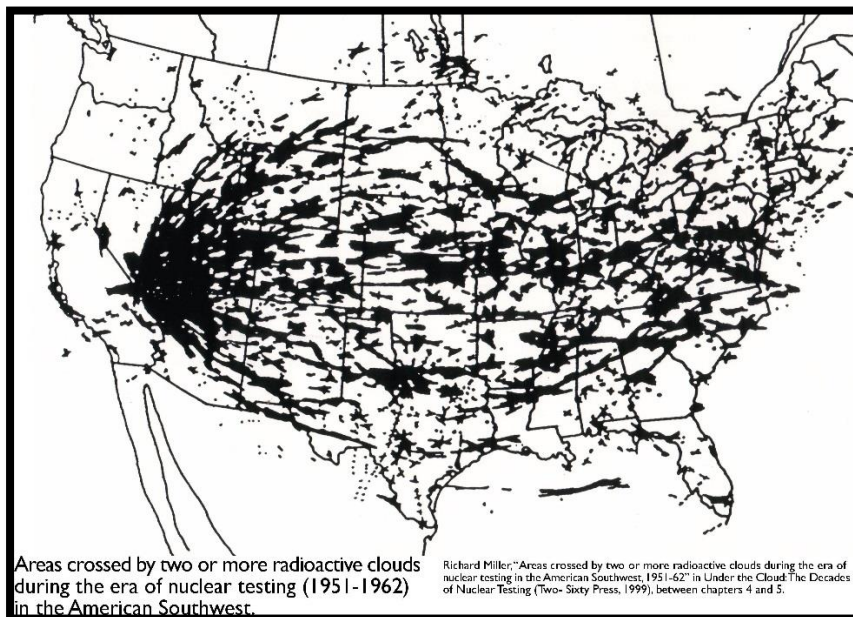 Areas crossed by two or more radioactive clouds
during the era of nuclear testing (1951-1962)
in the American Southwest.
Richard Miller, "Areas crossed by two or more radioactive clouds during the era of
nuclear testing in the American Southwest, 1951-62" in Under the Cloud: The Decades
of Nuclear Testing (Two- Sixty Press, 1999), between chapters 4 and 5.